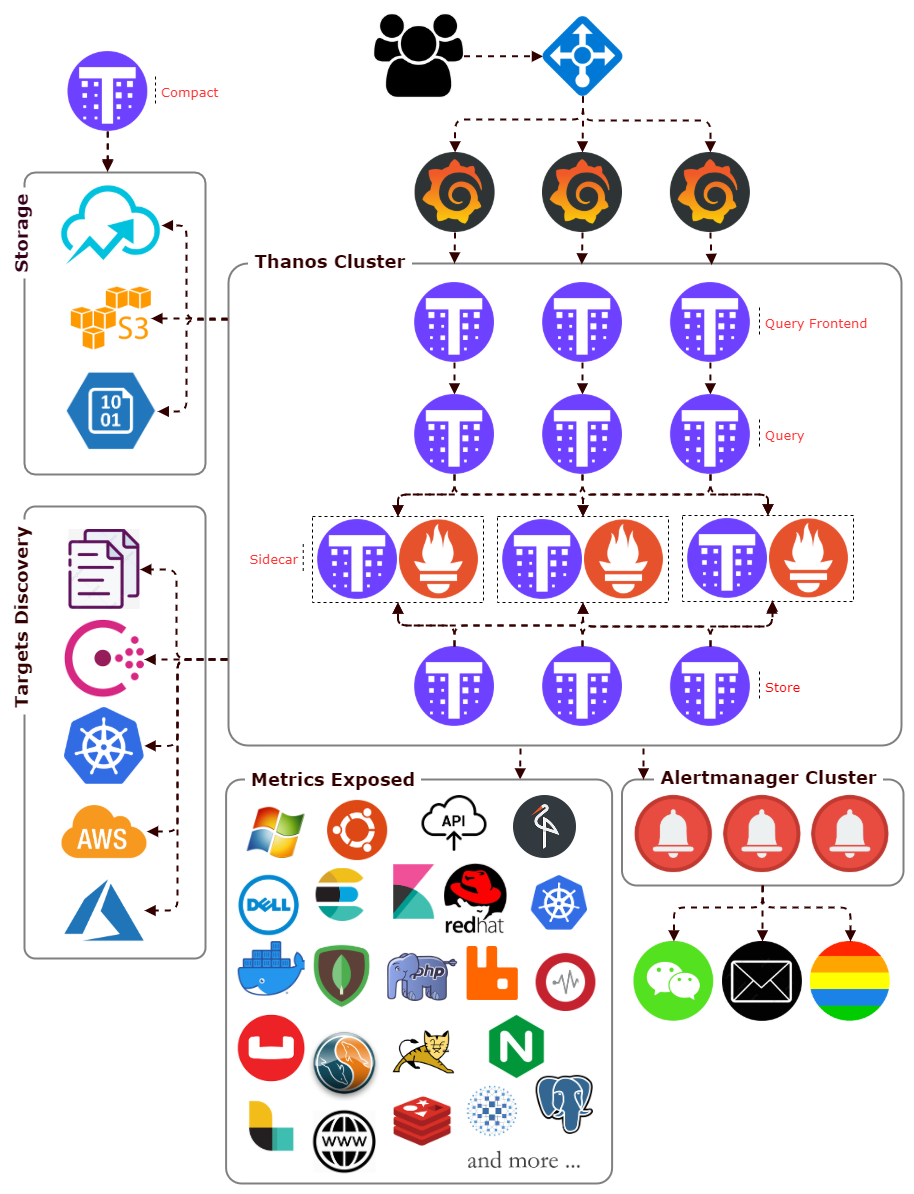 Compact
Storage
S3
10
01
Thanos Cluster
Query Frontend
Query
Sidecar
Store
Targets Discovery
AWS
Metrics Exposed
API
DELL
redhat
php
N
WWW
and more ...
Alertmanager Cluster